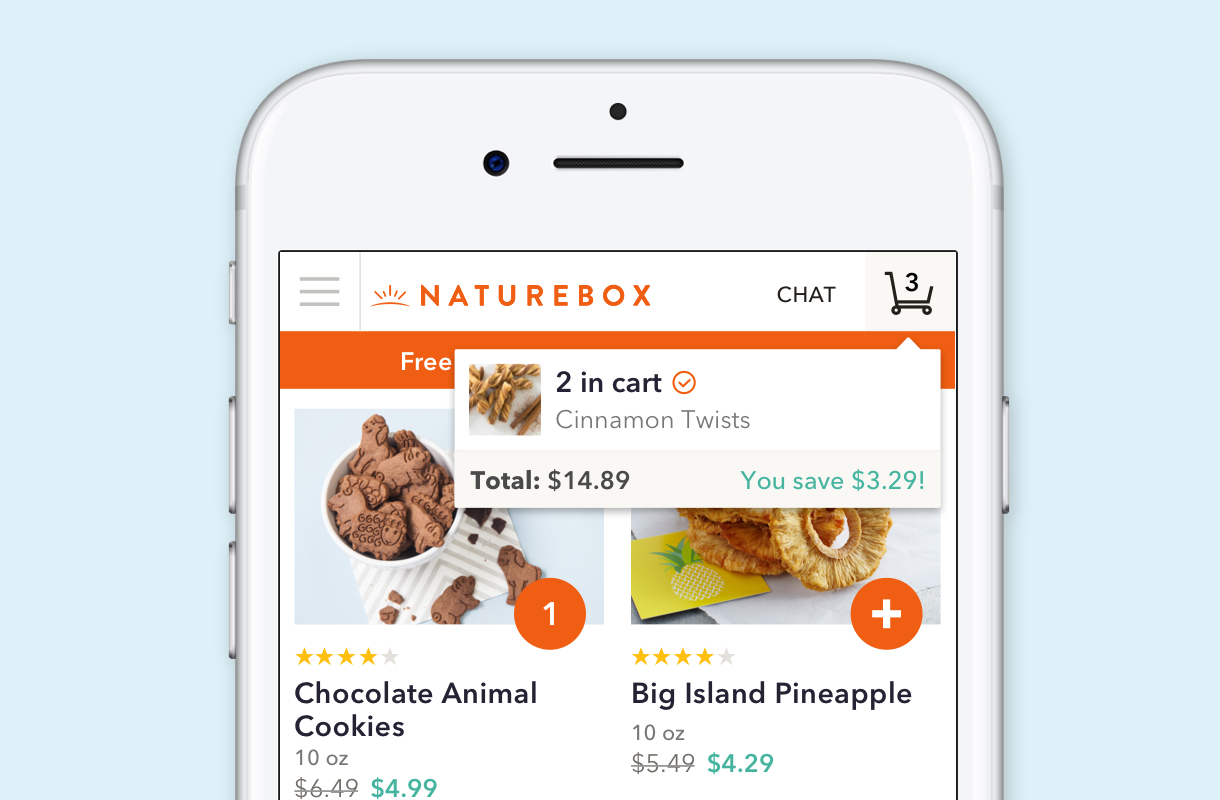 NATUREBOX
CHAT
3
Free
2 in cart
Cinnamon Twists
Total: $14.89 You save $3.29!
1
Chocolate Animal
Cookies
10 oz
$6.49 $4.99
Big Island Pineapple
10 oz
$5.49 $4.29